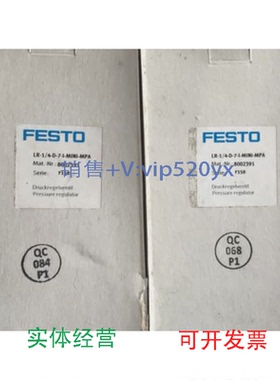 FESTO
LR-1/4-D-7-I-MINI-MPA
Mat.-Nr.
Serie:
Druckregelventil
Pressure regulator
QC
084
P1
FESTO
LR-1/4-D-7-I-MINI-MPA
8002595
FSSR
Druckregelventil
Pressure regulator
QC
068
P1
销售+V:vip520yx
实体经营
可开发票